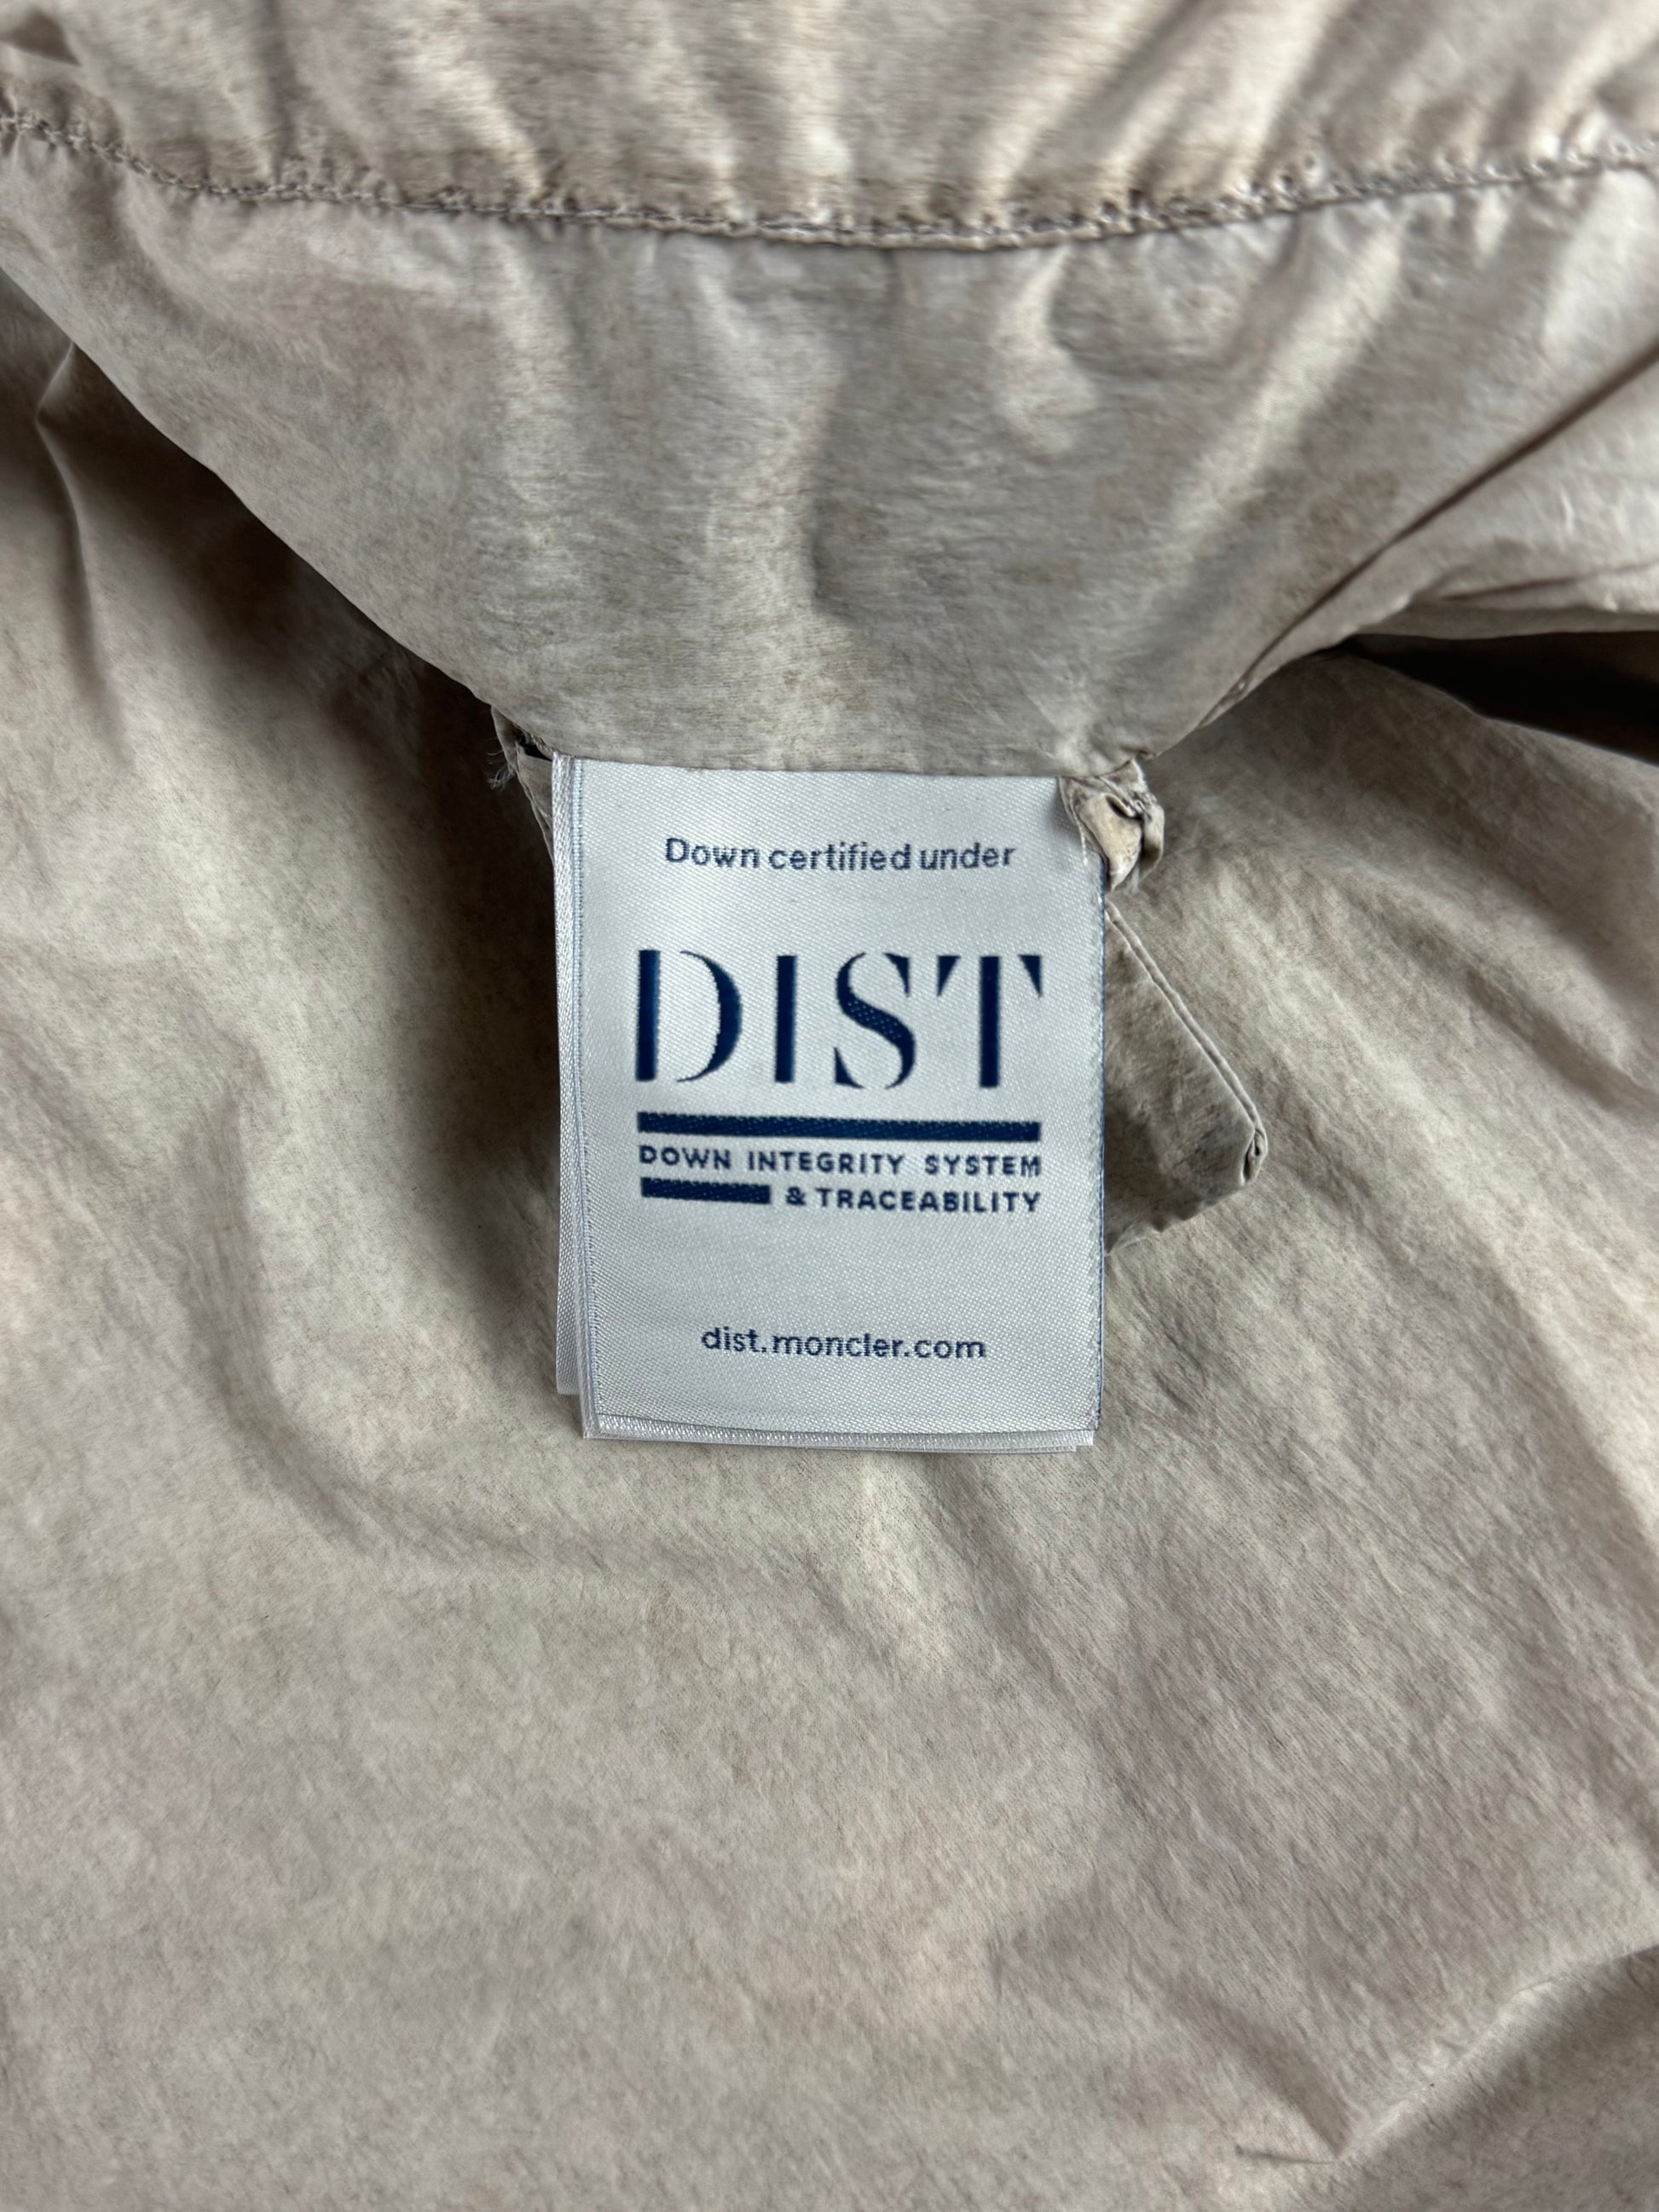 Down certified under
DIST
DOWN INTEGRITY SYSTEM
& TRACEABILITY
dist.moncler.com